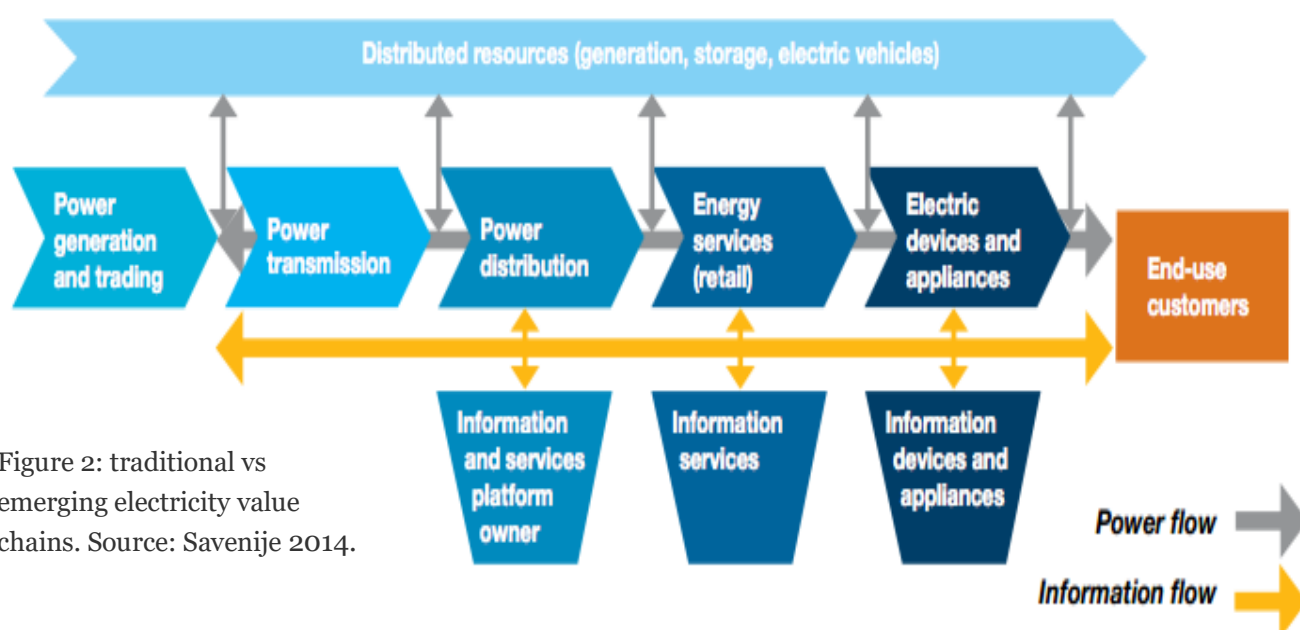 Distributed resources (generation, storage, electric vehicles)
Power
generation
and trading
Power
transmission
Power
distribution
Energy
services
(retail)
Electric
devices and
appliances
End-use
customers
Information
and services
platform
owner
Information
services
Information
devices and
appliances
Figure 2: traditional vs
emerging electricity value
chains. Source: Savenije 2014.
Power flow
Information flow